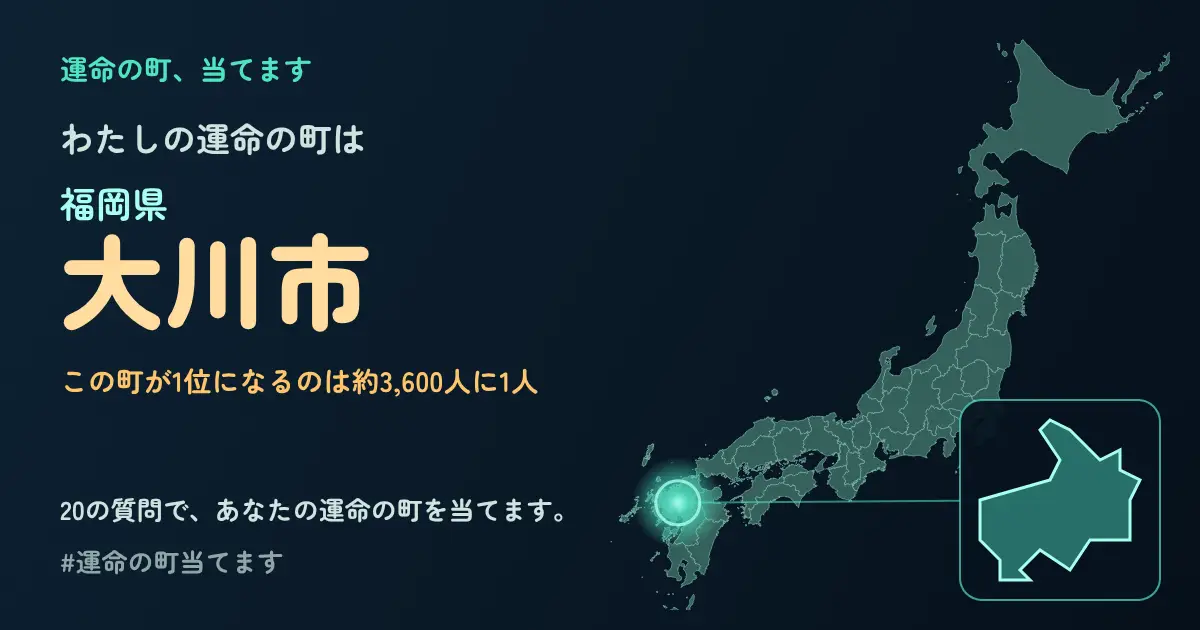 運命の町、当てます
わたしの運命の町は
福岡県
大川市
この町が1位になるのは約3,600人に1人
20の質問で、あなたの運命の町を当てます。
#運命の町当てます